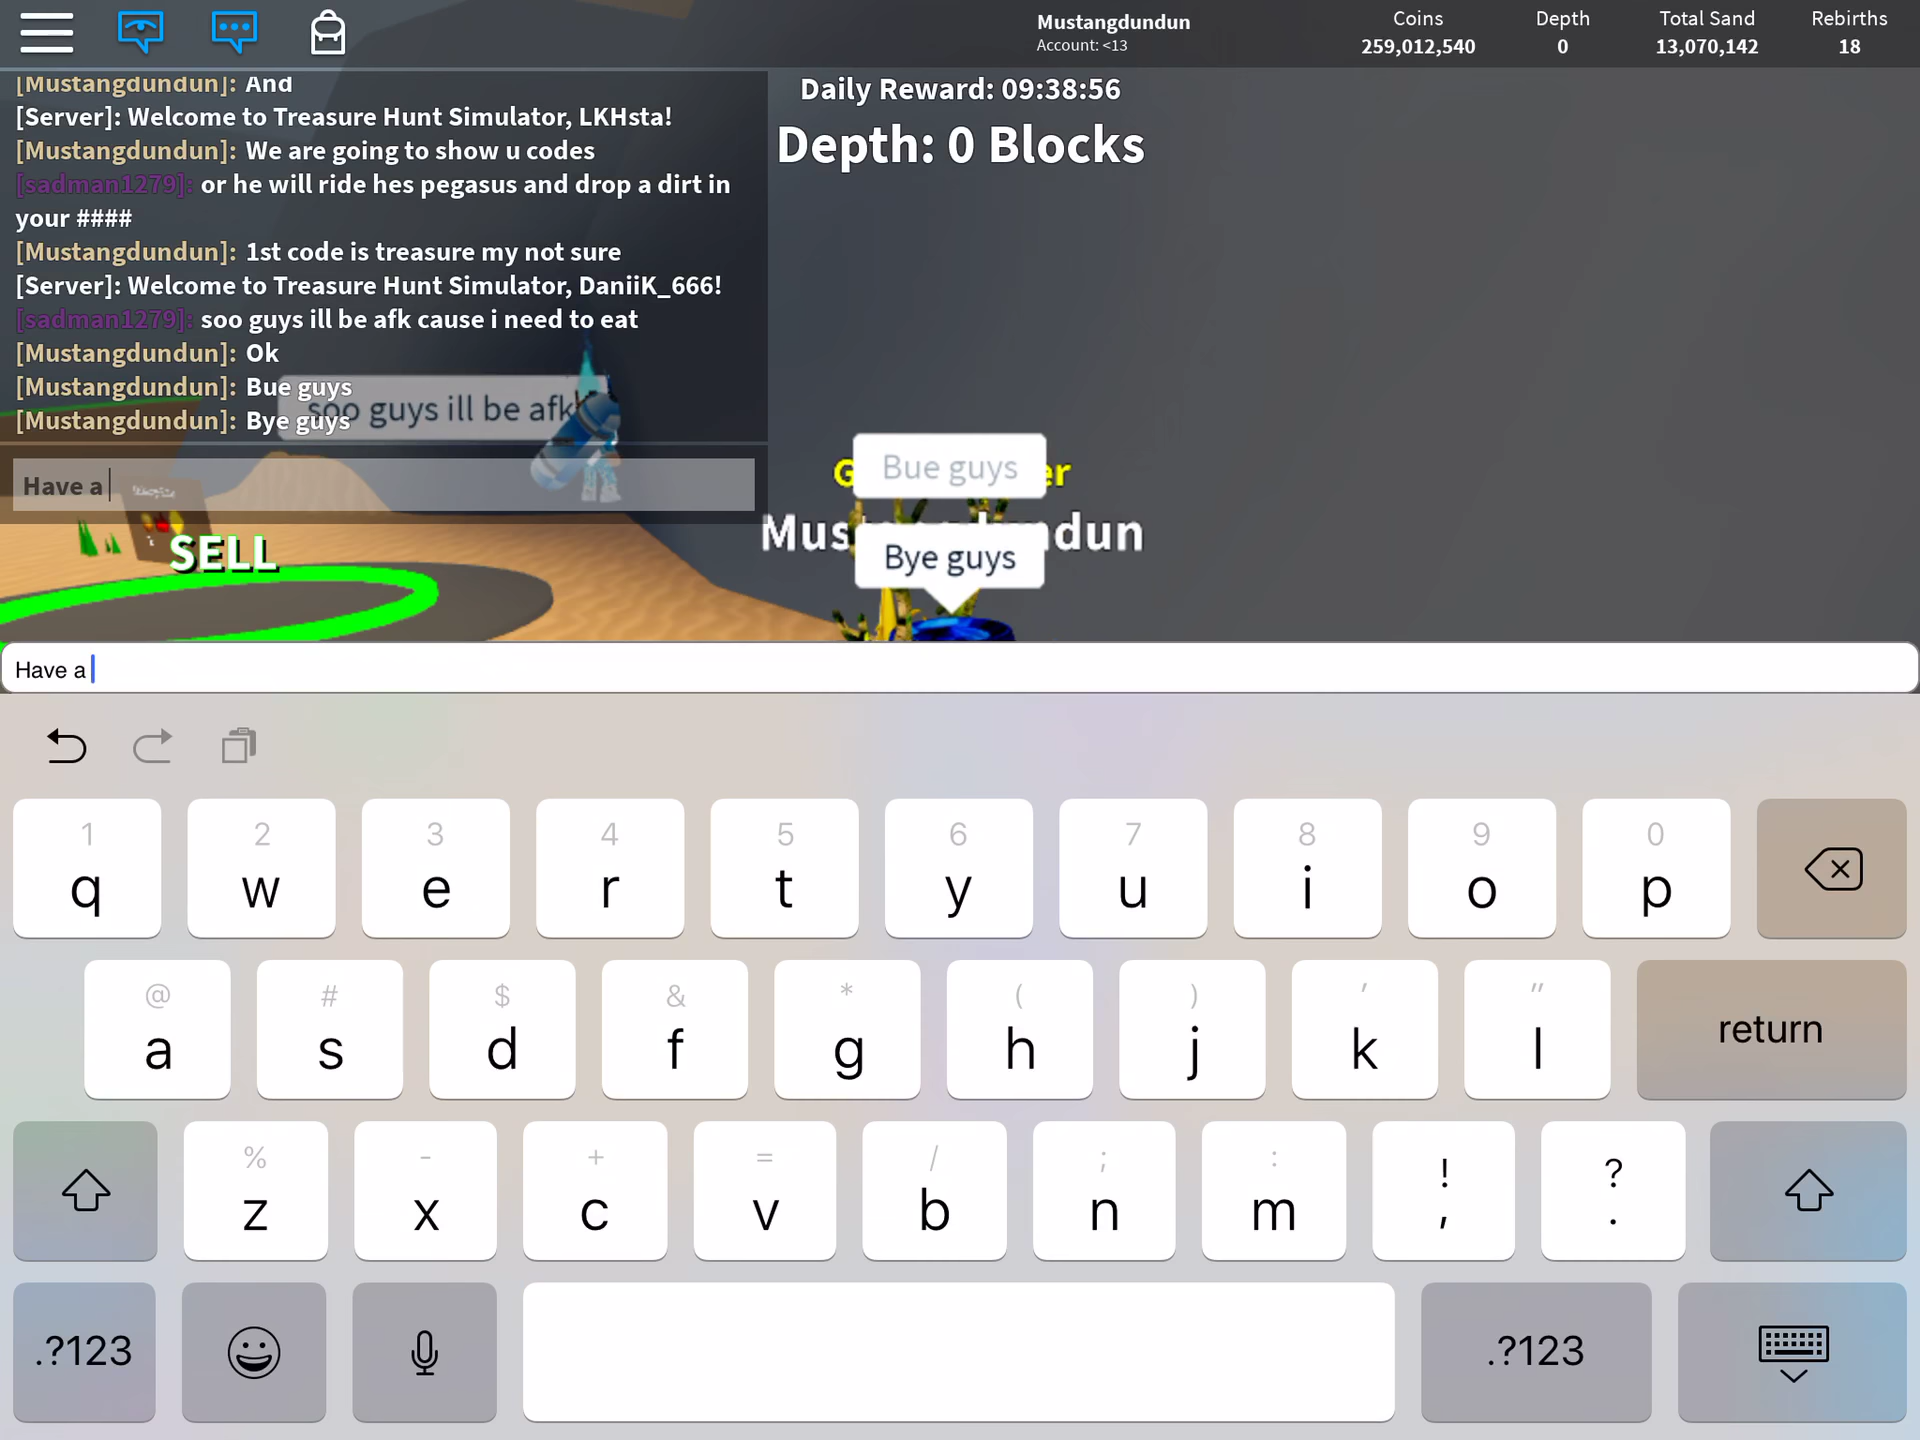 Mustangdundun
Account: <13
Coins
259,012,540
Depth
0
Total Sand
13,070,142
Rebirths
18
[Mustangdundun]: And
[Server]: Welcome to Treasure Hunt Simulator, LKHsta!
[Mustangdundun]: We are going to show u codes
[sadman1279]: or he will ride hes pegasus and drop a dirt in
your ####
[Mustangdundun]: 1st code is treasure my not sure
[Server]: Welcome to Treasure Hunt Simulator, DaniiK_666!
[sadman1279]: soo guys ill be afk cause i need to eat
[Mustangdundun]: Ok
[Mustangdundun]: Bue guys
[Mustangdundun]: Bye guys
soo guys ill be afk
Have a
SELL
Daily Reward: 09:38:56
Depth: 0 Blocks
Bue guys
Bye guys
Have a
1 2 3 4 5 6 7 8 9 0
q w e r t y u i o p
@ # $ & * ( ) ' "
a s d f g h j k l return
% - + = / ; : ! ?
z x c v b n m , .
.?123 .?123